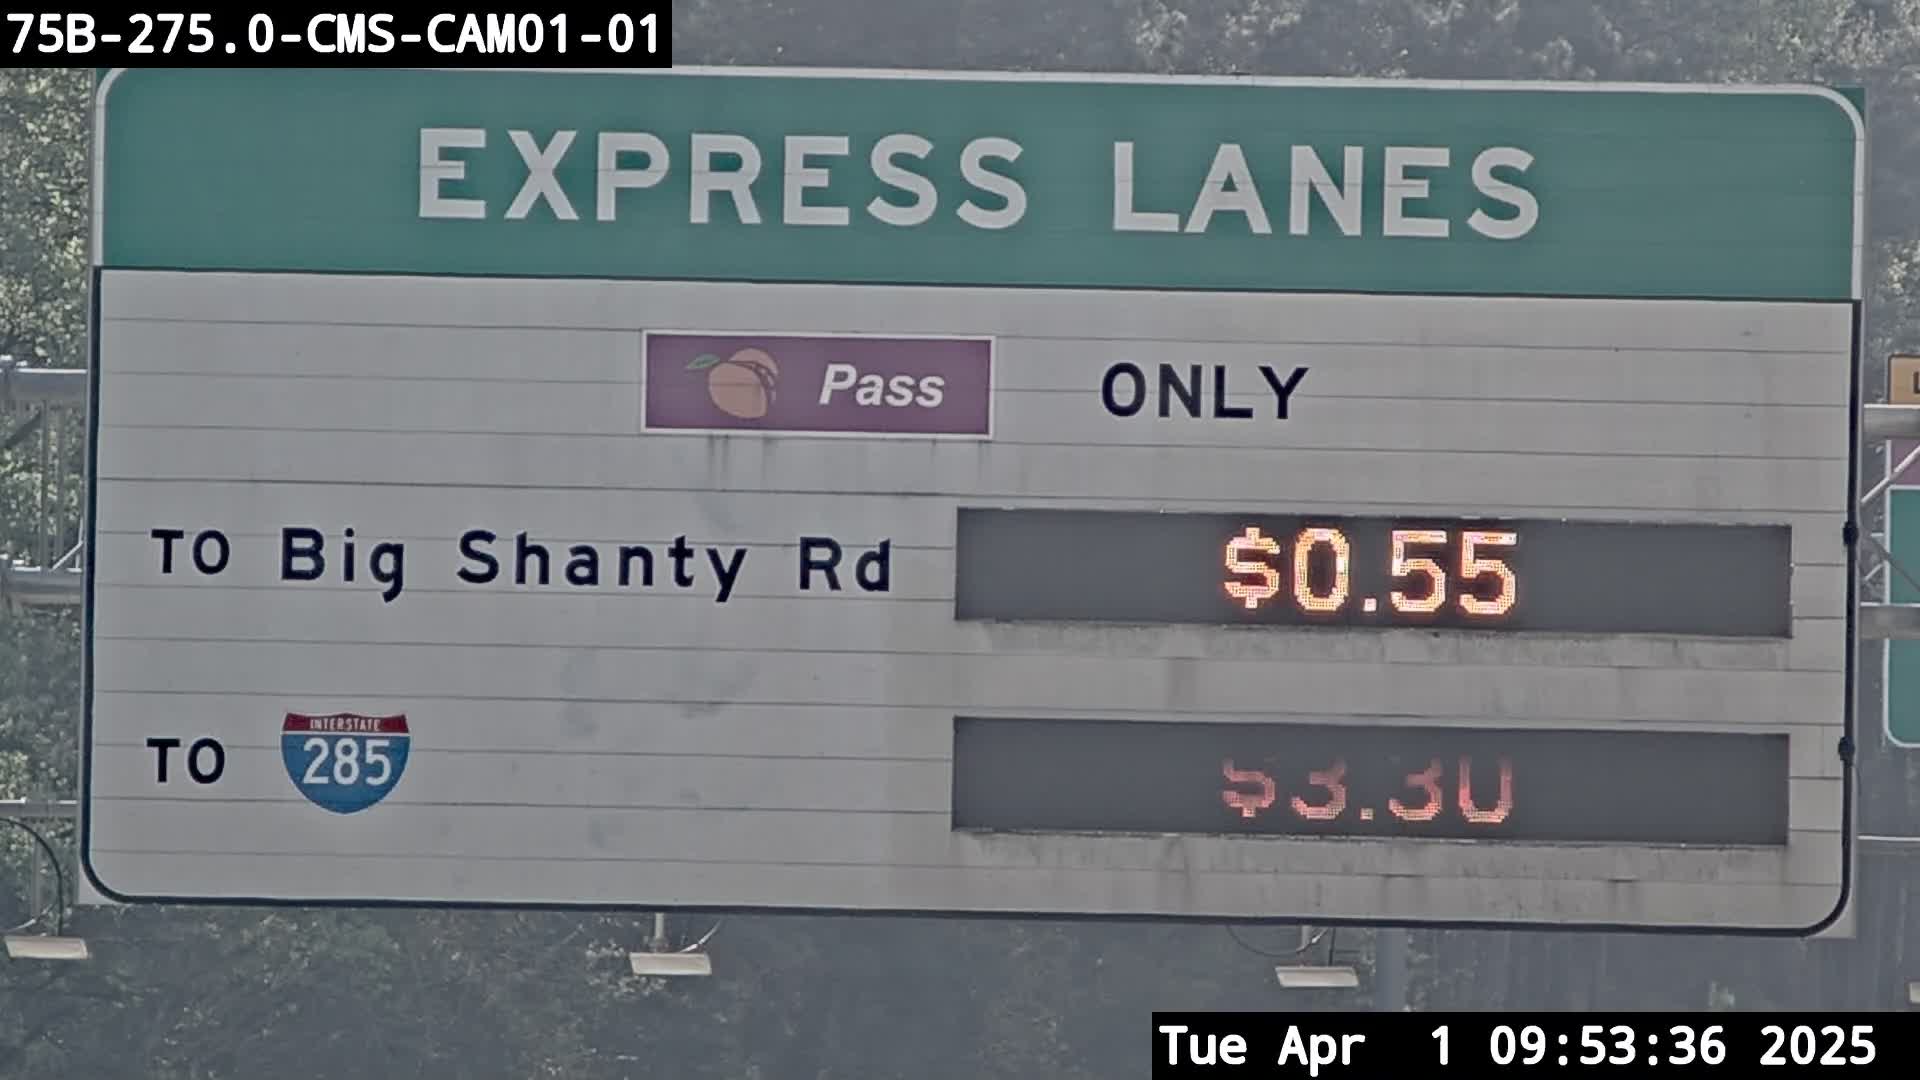 75B-275.0-CMS-CAM01-01
EXPRESS LANES
Pass ONLY
TO Big Shanty Rd $0.55
TO INTERSTATE 285 $3.30
Tue Apr 1 09:53:36 2025